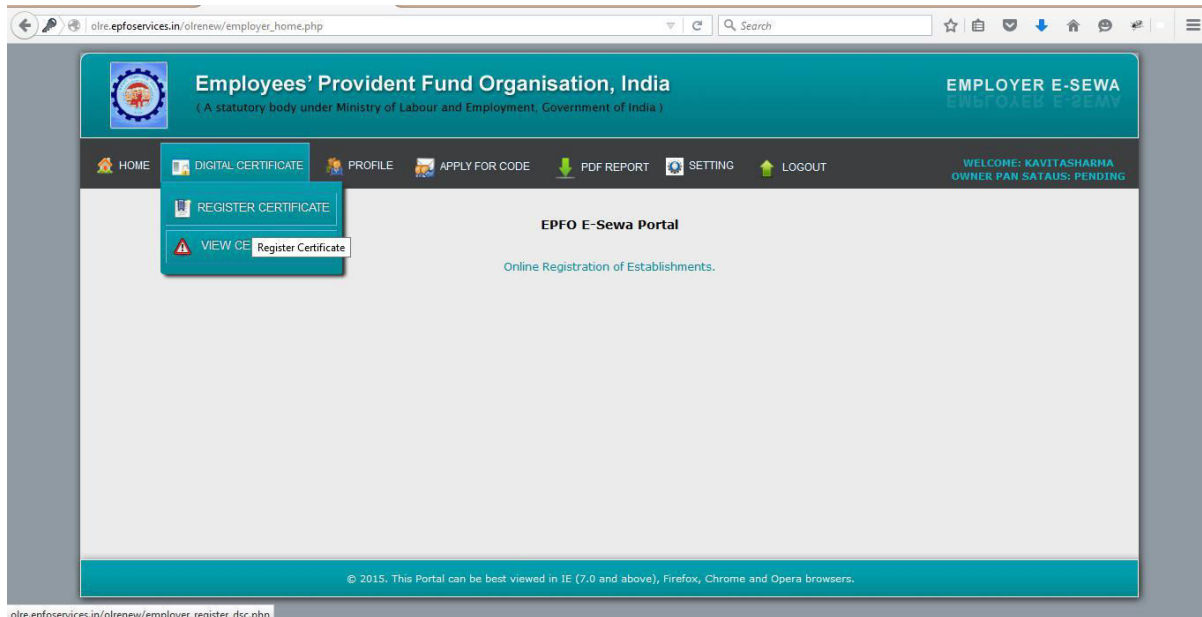 olre.epfoservices.in/olrenew/employer_home.php
Search
Employees' Provident Fund Organisation, India
( A statutory body under Ministry of Labour and Employment, Government of India )
EMPLOYER E-SEWA
HOME
DIGITAL CERTIFICATE
PROFILE
APPLY FOR CODE
PDF REPORT
SETTING
LOGOUT
WELCOME: KAVITASHARMA
OWNER PAN SATAUS: PENDING
REGISTER CERTIFICATE
VIEW CE
Register Certificate
EPFO E-Sewa Portal
Online Registration of Establishments.
© 2015. This Portal can be best viewed in IE (7.0 and above), Firefox, Chrome and Opera browsers.
olre.epfoservices.in/olrenew/employer_register_dsc.php